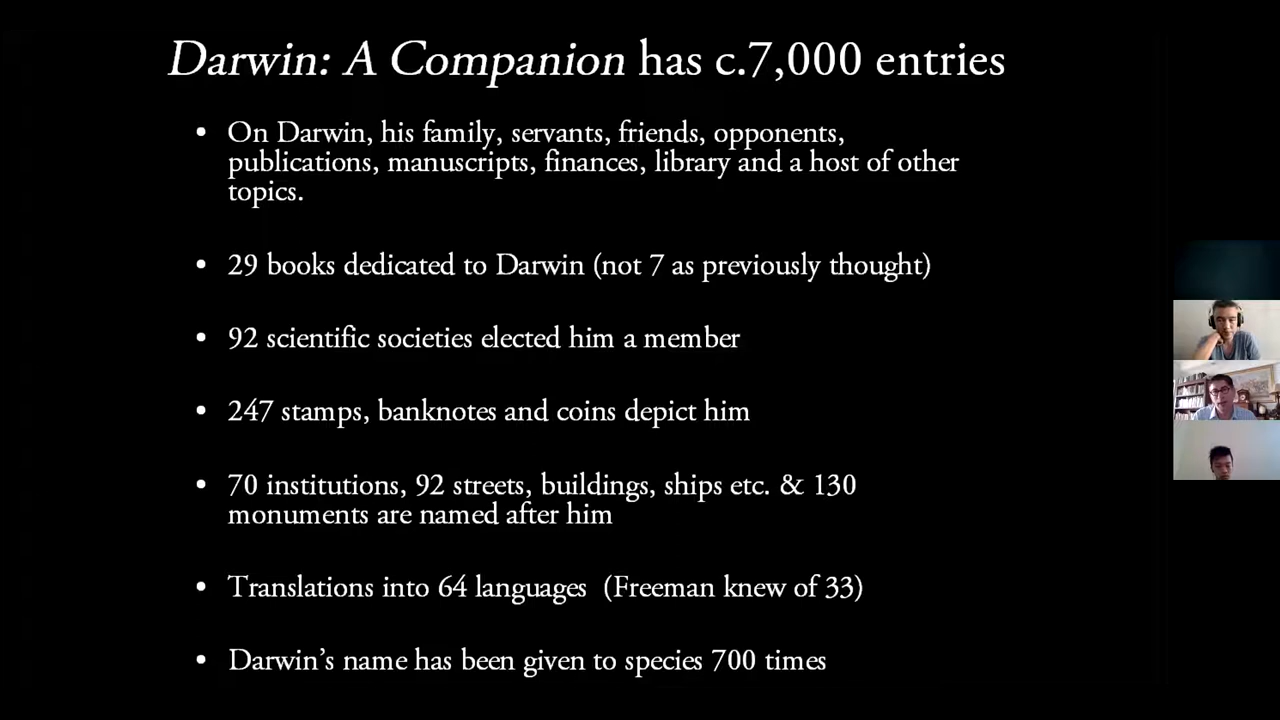 Darwin: A Companion has c.7,000 entries
• On Darwin, his family, servants, friends, opponents,
publications, manuscripts, finances, library and a host of other
topics.
• 29 books dedicated to Darwin (not 7 as previously thought)
• 92 scientific societies elected him a member
• 247 stamps, banknotes and coins depict him
• 70 institutions, 92 streets, buildings, ships etc. & 130
monuments are named after him
• Translations into 64 languages (Freeman knew of 33)
• Darwin’s name has been given to species 700 times